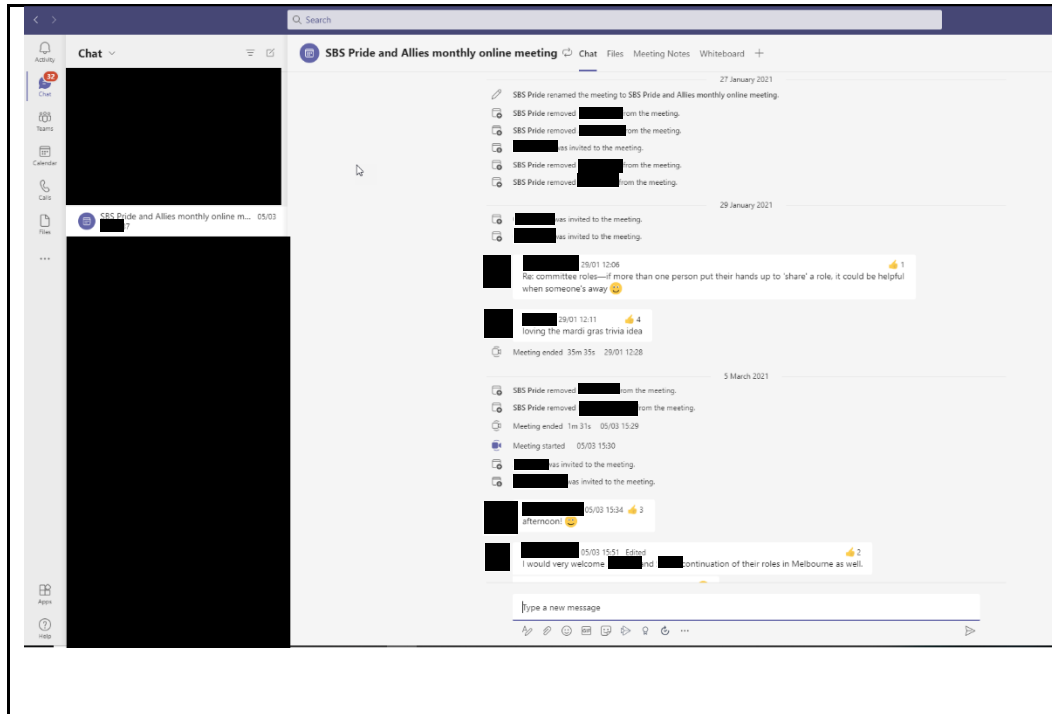 Search
Activity
Chat
SBS Pride and Allies monthly online meeting Chat Files Meeting Notes Whiteboard
32
Chat
Teams
Calendar
Calls
Files
SBS Pride and Allies monthly online m... 05/03
27 January 2021
SBS Pride renamed the meeting to SBS Pride and Allies monthly online meeting.
SBS Pride removed from the meeting.
SBS Pride removed from the meeting.
was invited to the meeting.
SBS Pride removed from the meeting.
SBS Pride removed from the meeting.
29 January 2021
was invited to the meeting.
was invited to the meeting.
29/01 12:06 1
Re: committee roles—if more than one person put their hands up to 'share' a role, it could be helpful
when someone's away
29/01 12:11 4
loving the mardi gras trivia idea
Meeting ended 35m 35s 29/01 12:28
5 March 2021
SBS Pride removed from the meeting.
SBS Pride removed from the meeting.
Meeting ended 1m 31s 05/03 15:29
Meeting started 05/03 15:30
was invited to the meeting.
was invited to the meeting.
05/03 15:34 3
afternoon!
05/03 15:51 Edited 2
I would very welcome and continuation of their roles in Melbourne as well.
Apps
Help
Type a new message